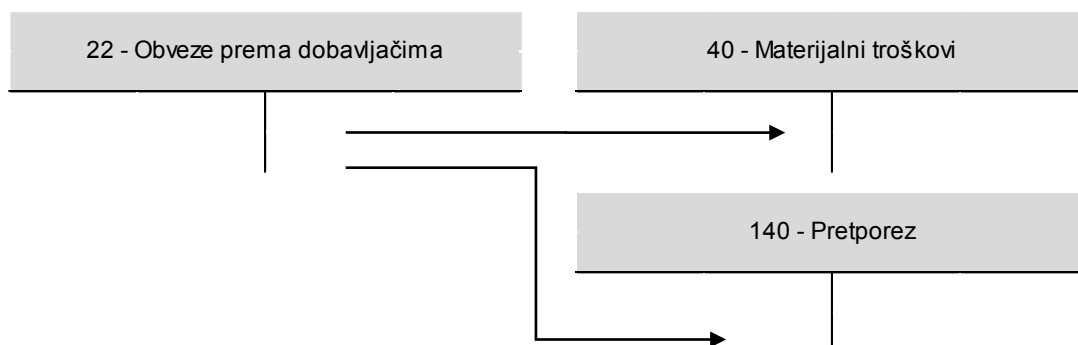 22 - Obveze prema dobavljačima
40 - Materijalni troškovi
140 - Pretporez